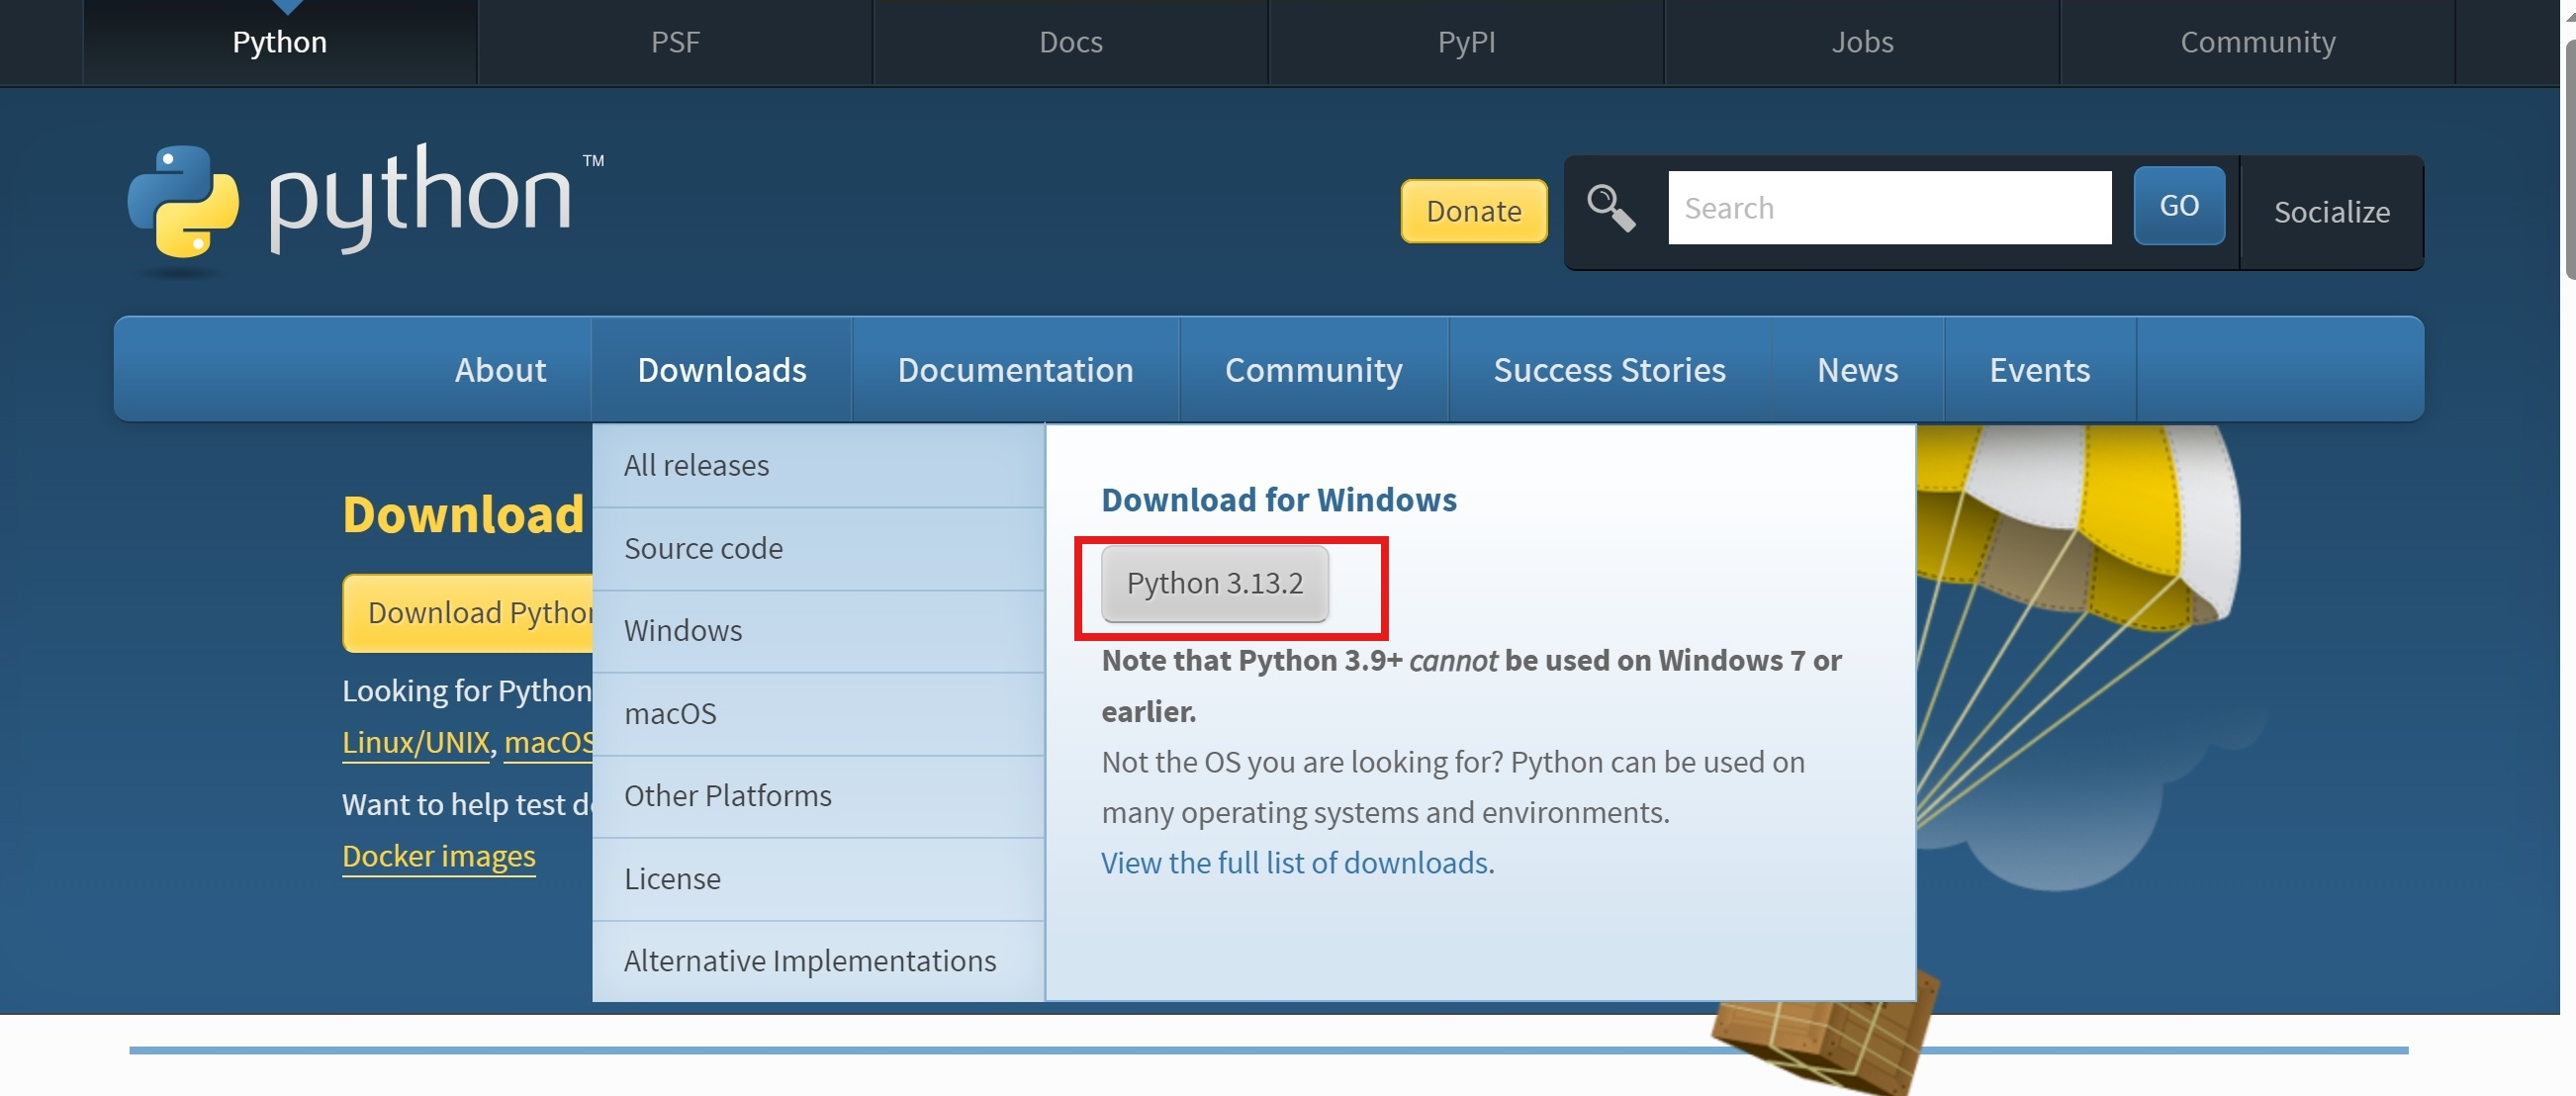 Python
PSF
Docs
PyPI
Jobs
Community
python TM
Donate
Search
GO
Socialize
About
Downloads
Documentation
Community
Success Stories
News
Events
All releases
Source code
Windows
macOS
Other Platforms
License
Alternative Implementations
Download for Windows
Python 3.13.2
Note that Python 3.9+ cannot be used on Windows 7 or
earlier.
Not the OS you are looking for? Python can be used on
many operating systems and environments.
View the full list of downloads.
Download
Download Python
Looking for Python
Linux/UNIX, macOS
Want to help test
Docker images